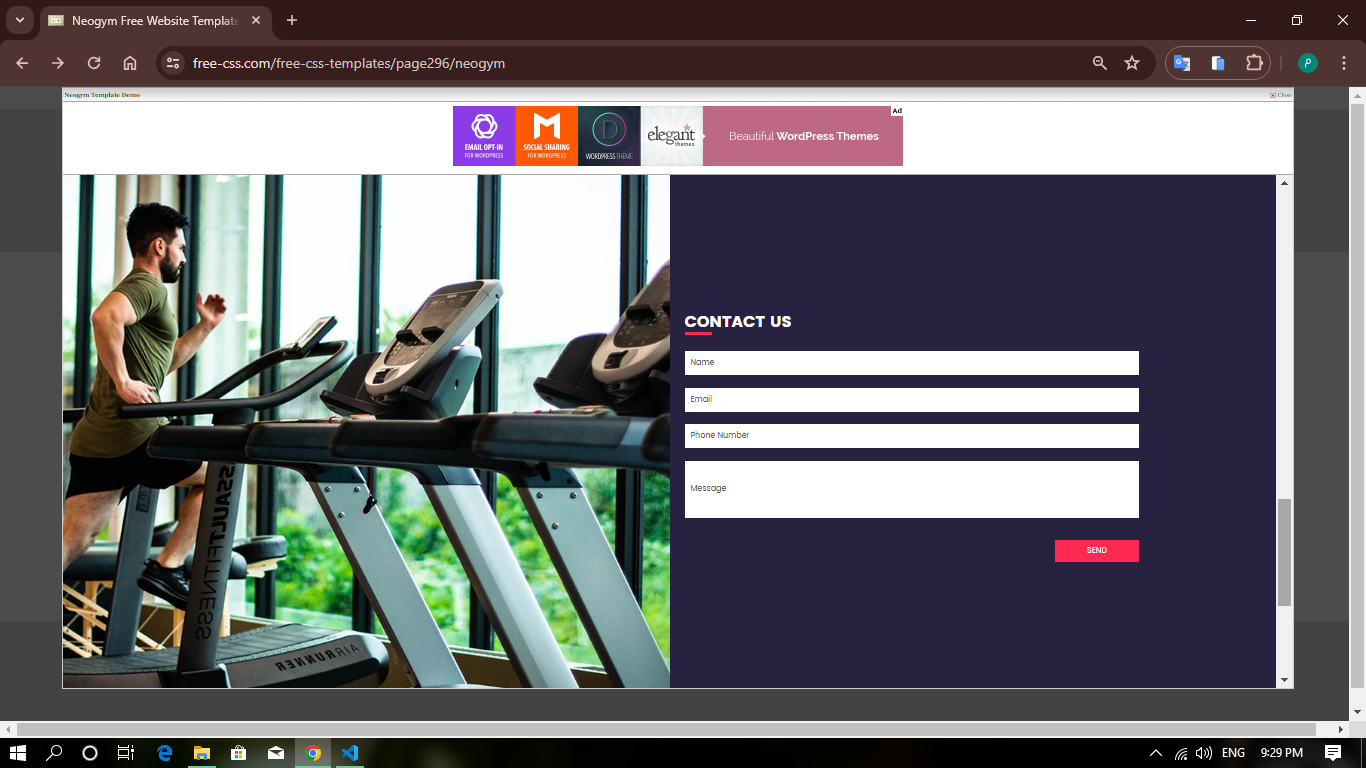 Neogym Free Website Template
free-css.com/free-css-templates/page296/neogym
Neogym Template Demo
Close
Ad
EMAIL OPT-IN
FOR WORDPRESS
SOCIAL SHARING
FOR WORDPRESS
D
WORDPRESS THEME
elegant
themes
Beautiful WordPress Themes
CONTACT US
Name
Email
Phone Number
Message
SEND
ASSAULT FITNESS
AIRRUNNER
ENG
9:29 PM